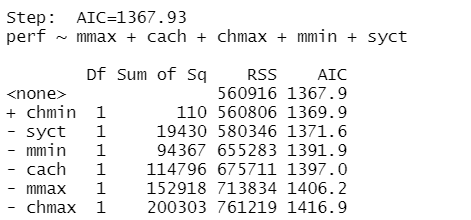 Step:  AIC=1367.93
perf ~ mmax + cach + chmax + mmin + syct
        Df Sum of Sq    RSS    AIC
<none>               560916 1367.9
+ chmin  1       110 560806 1369.9
- syct   1     19430 580346 1371.6
- mmin   1     94367 655283 1391.9
- cach   1    114796 675711 1397.0
- mmax   1    152918 713834 1406.2
- chmax  1    200303 761219 1416.9